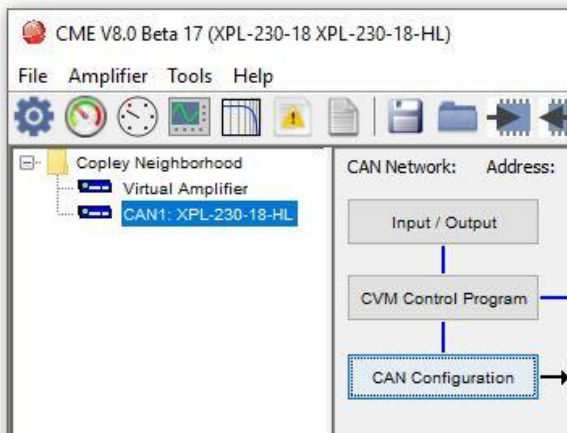 CME V8.0 Beta 17 (XPL-230-18 XPL-230-18-HL)
File Amplifier Tools Help
Copley Neighborhood
Virtual Amplifier
CAN1: XPL-230-18-HL
CAN Network: Address:
Input / Output
CVM Control Program
CAN Configuration